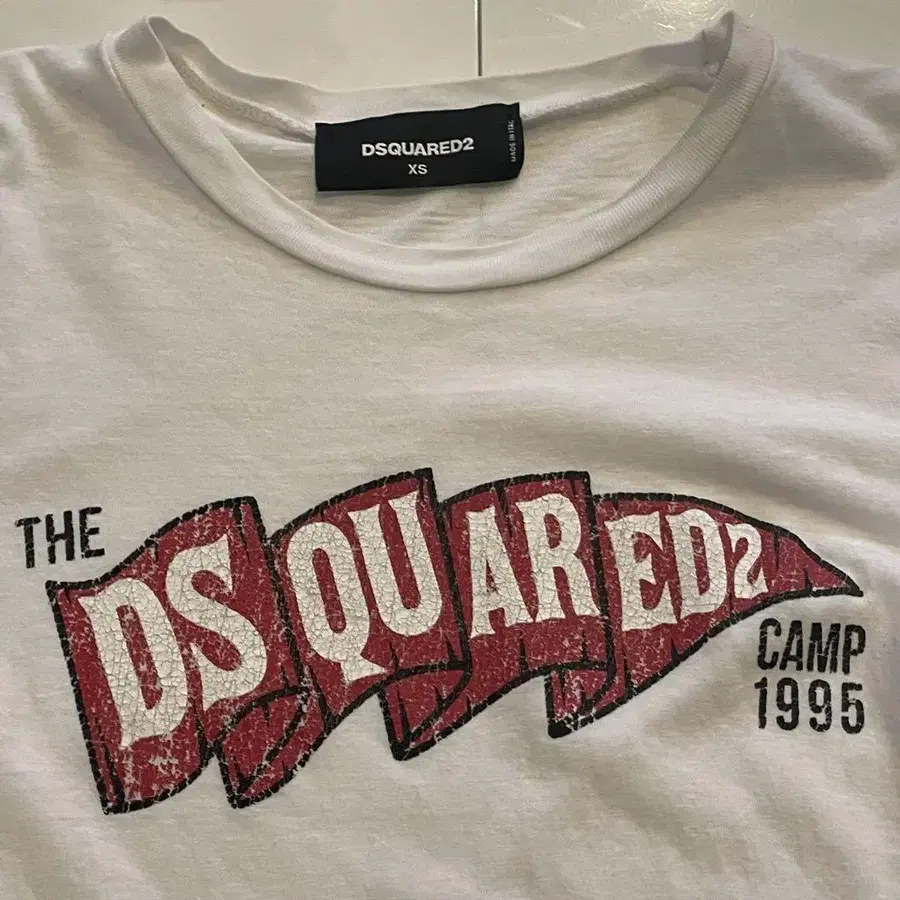 DSQUARED2
XS
MADE IN ITALY
THE
DSQUARED2
CAMP
1995